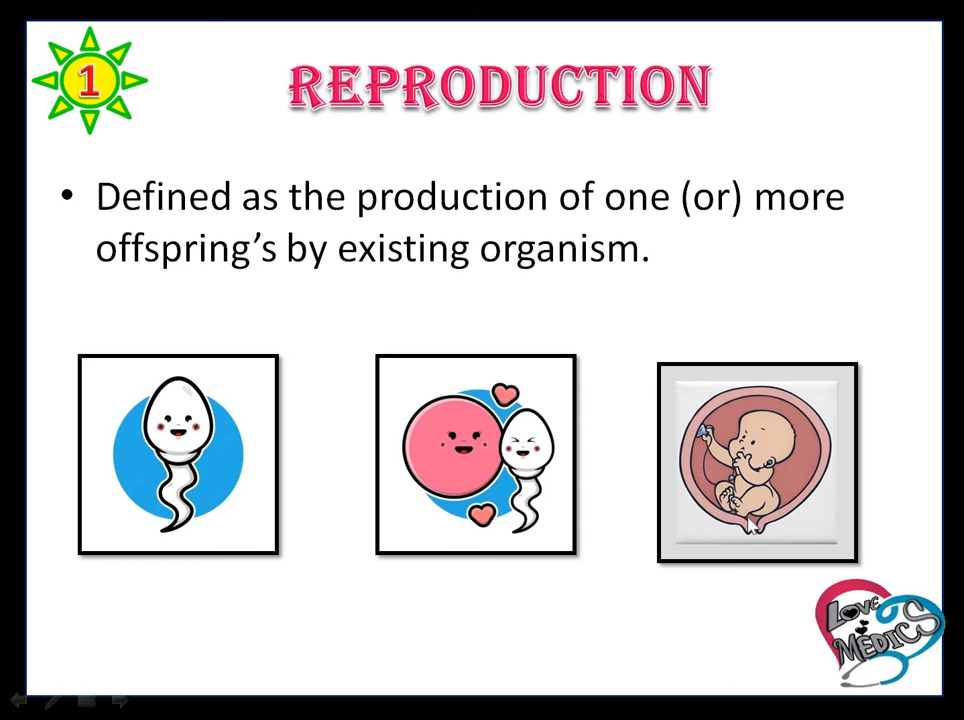 1
REPRODUCTION
• Defined as the production of one (or) more
offspring’s by existing organism.
LOVE
MEDICS